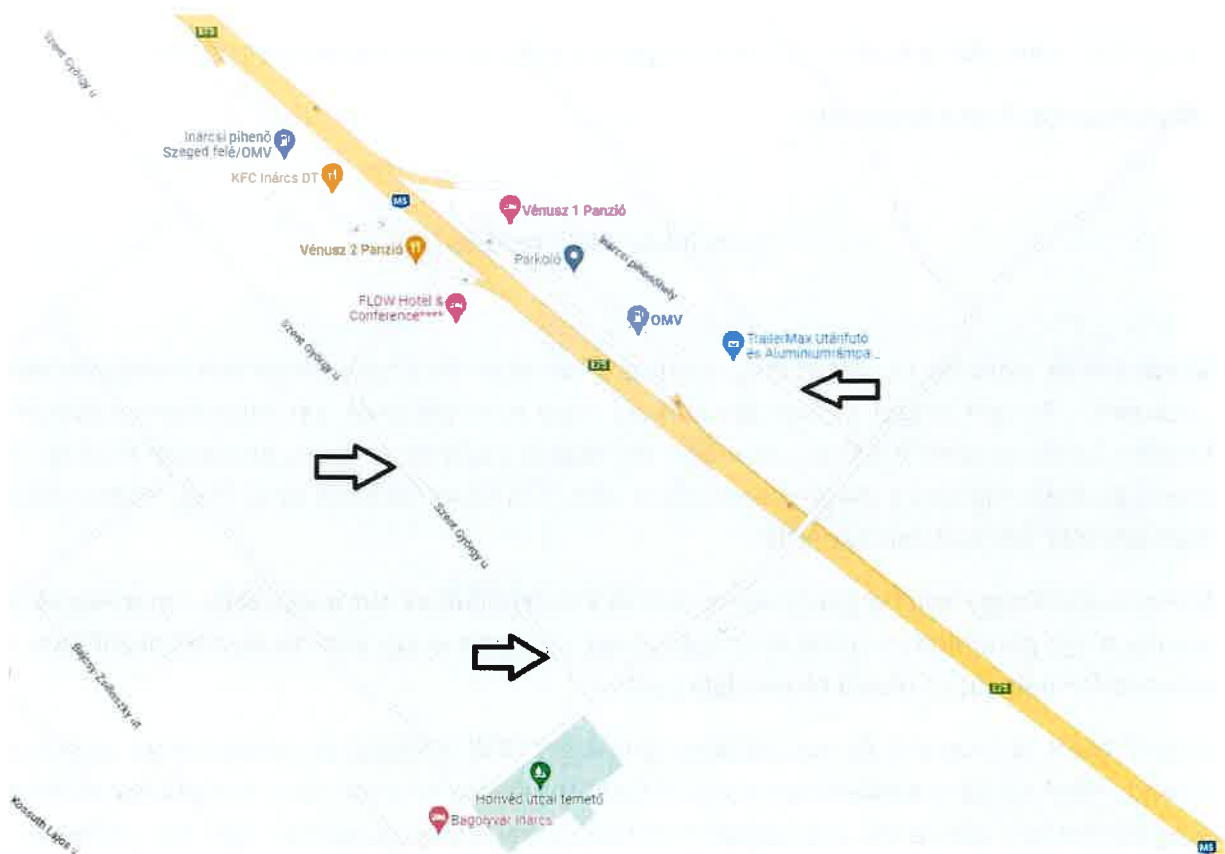 E75
Szent György u
Inárcsi pihenő
Szeged felé/OMV
KFC Inárcs DT
M5
Vénusz 1 Panzió
Vénusz 2 Panzió
Parkoló
Inárcsi pihenőhely
FLOW Hotel &
Conference****
OMV
TrailerMax Utánfutó
és Alumíniumrámpa...
Szent György u
E75
Szent György u
E75
Bajcsy-Zsilinszky út
Honvéd utcai temető
Bagolyvár Inárcs
Kossuth Lajos u
M5